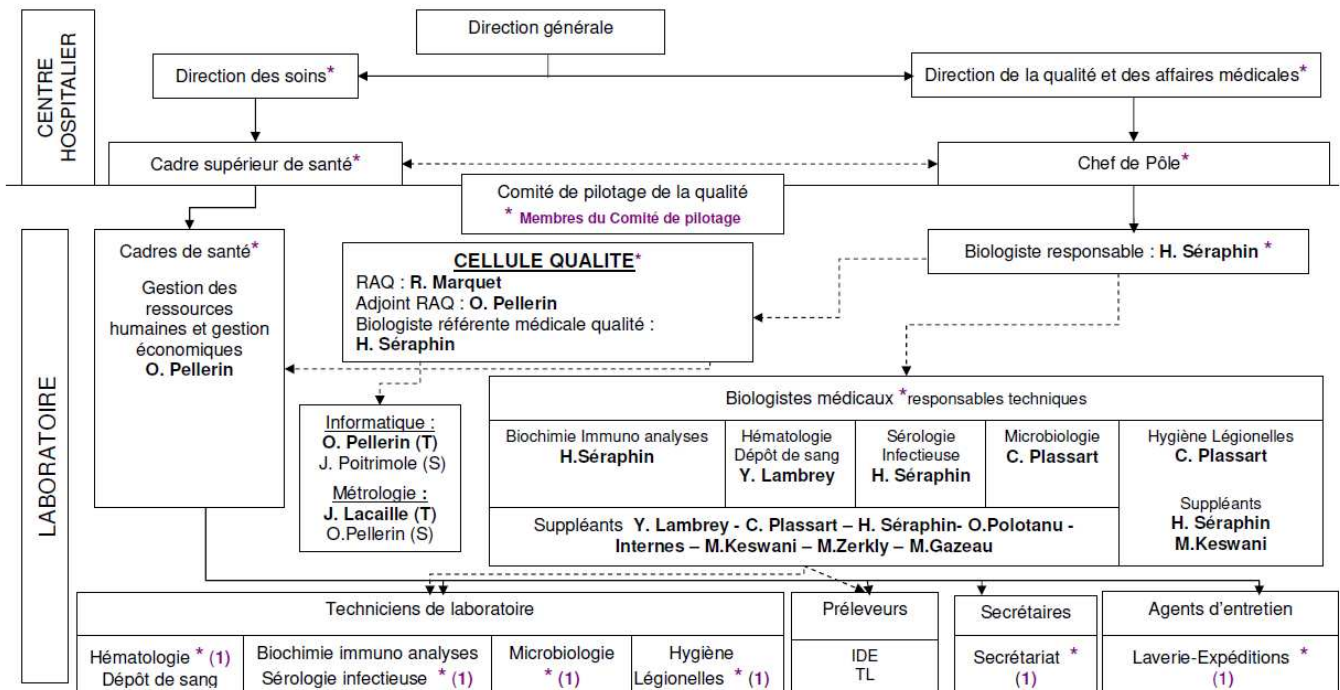 CENTRE
HOSPITALIER
Direction générale
Direction des soins*
Direction de la qualité et des affaires médicales*
Cadre supérieur de santé*
Chef de Pôle*
Comité de pilotage de la qualité
* Membres du Comité de pilotage
LABORATOIRE
Cadres de santé*
Gestion des
ressources
humaines et gestion
économiques
O. Pellerin
CELLULE QUALITE*
RAQ : R. Marquet
Adjoint RAQ : O. Pellerin
Biologiste référente médicale qualité :
H. Séraphin
Biologiste responsable : H. Séraphin *
Informatique :
O. Pellerin (T)
J. Poitrimole (S)
Métrologie :
J. Lacaille (T)
O.Pellerin (S)
Biologistes médicaux *responsables techniques
Biochimie Immuno analyses
H.Séraphin
Hématologie
Dépôt de sang
Y. Lambrey
Sérologie
Infectieuse
H. Séraphin
Microbiologie
C. Plassart
Hygiène Légionelles
C. Plassart
Suppléants
H. Séraphin
M.Keswani
Suppléants Y. Lambrey - C. Plassart – H. Séraphin- O.Polotanu -
Internes – M.Keswani – M.Zerkly – M.Gazeau
Techniciens de laboratoire
Hématologie * (1)
Dépôt de sang
Biochimie immuno analyses
Sérologie infectieuse * (1)
Microbiologie
* (1)
Hygiène
Légionelles * (1)
Préleveurs
IDE
TL
Secrétaires
Secrétariat *
(1)
Agents d'entretien
Laverie-Expéditions *
(1)